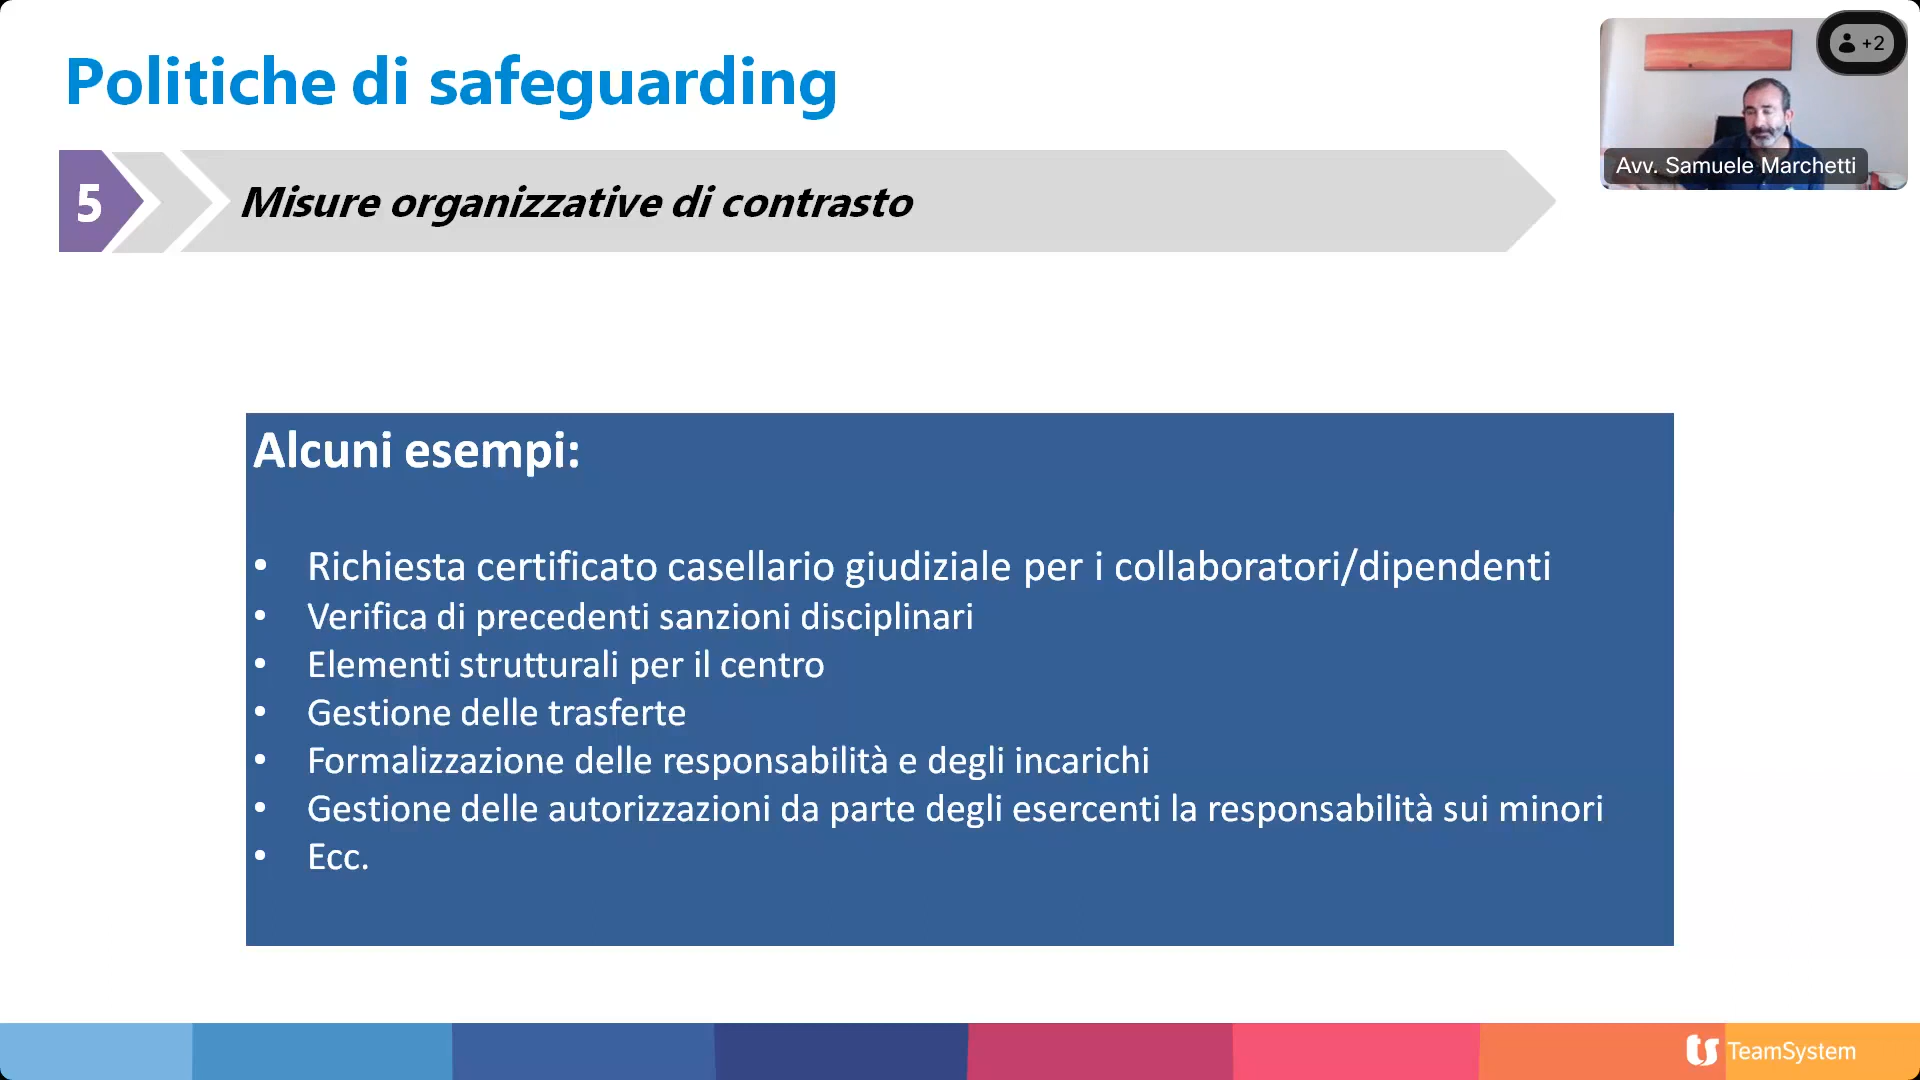 Politiche di safeguarding
+2
Avv. Samuele Marchetti
5
Misure organizzative di contrasto
Alcuni esempi:
• Richiesta certificato casellario giudiziale per i collaboratori/dipendenti
• Verifica di precedenti sanzioni disciplinari
• Elementi strutturali per il centro
• Gestione delle trasferte
• Formalizzazione delle responsabilità e degli incarichi
• Gestione delle autorizzazioni da parte degli esercenti la responsabilità sui minori
• Ecc.
TeamSystem